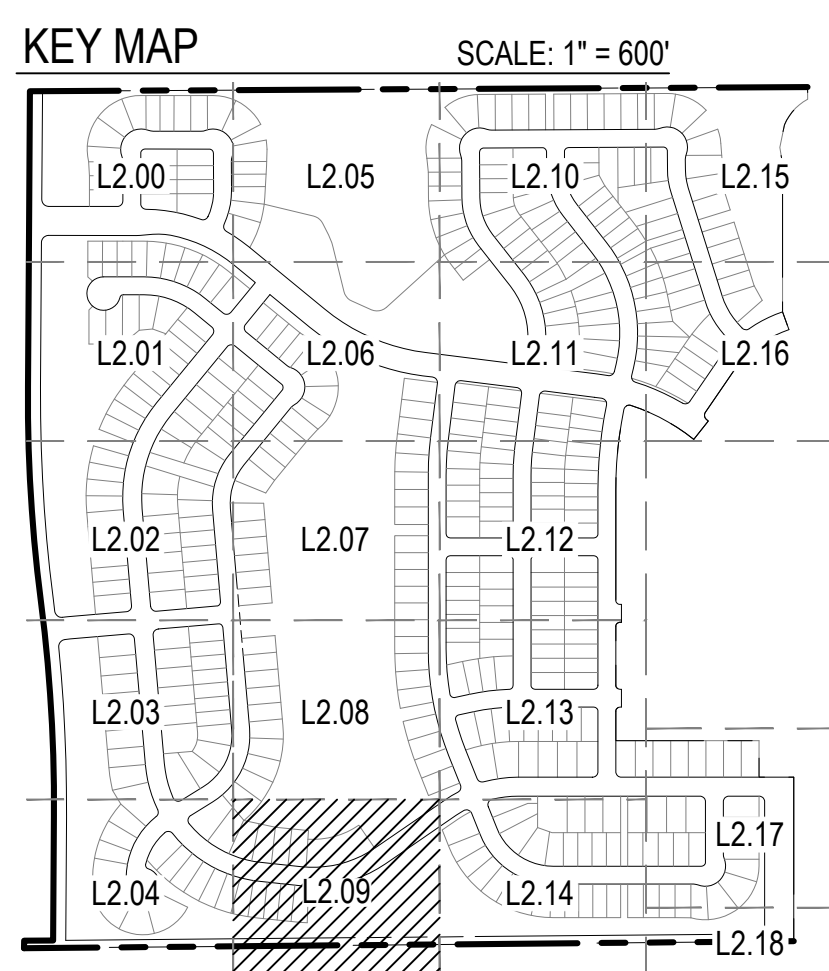 KEY MAP SCALE: 1" = 600'
L2.00 L2.05 L2.10 L2.15
L2.01 L2.06 L2.11 L2.16
L2.02 L2.07 L2.12
L2.03 L2.08 L2.13
L2.17
L2.04 L2.09 L2.14
L2.18